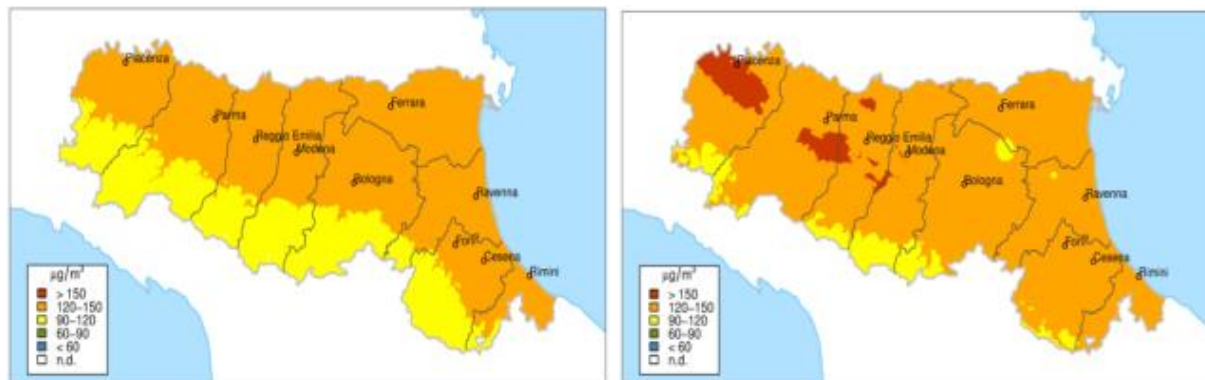 Piacenza
Parma
Reggio Emilia
Modena
Ferrara
Bologna
Ravenna
Forlì
Cesena
Rimini
µg/m³
> 150
120–150
90–120
60–90
< 60
n.d.
Piacenza
Parma
Reggio Emilia
Modena
Ferrara
Bologna
Ravenna
Forlì
Cesena
Rimini
µg/m³
> 150
120–150
90–120
60–90
< 60
n.d.